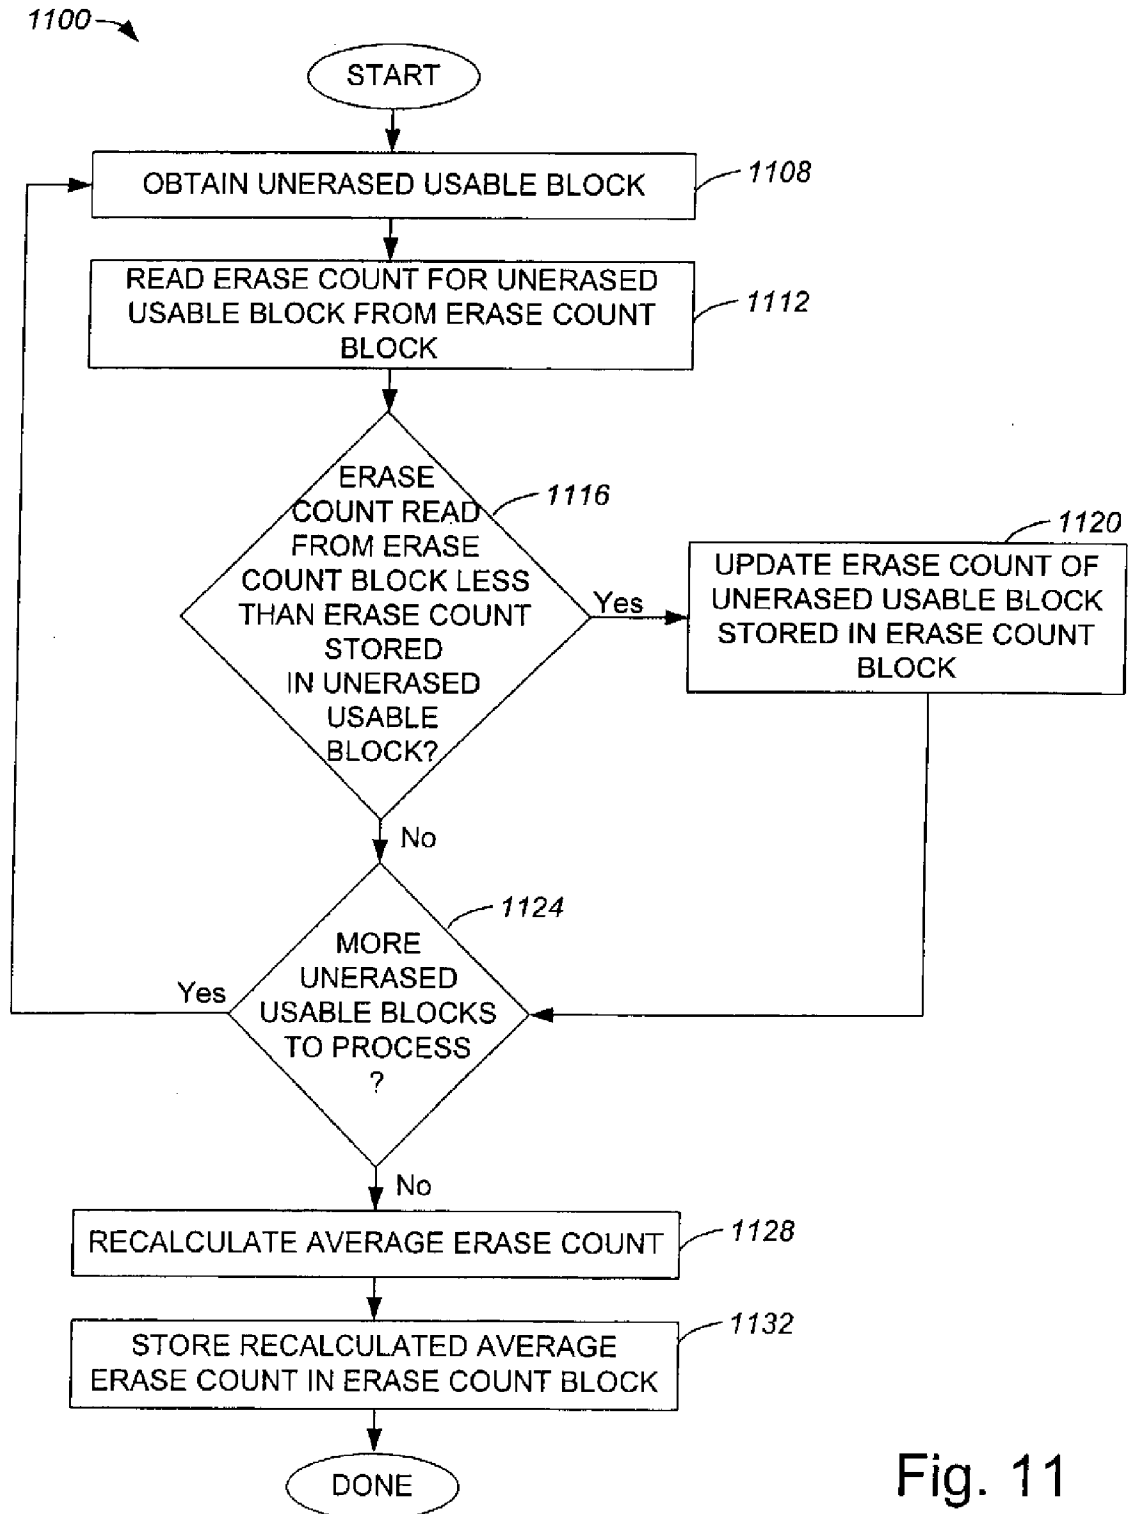 1100
START
OBTAIN UNERASED USABLE BLOCK
1108
READ ERASE COUNT FOR UNERASED
USABLE BLOCK FROM ERASE COUNT
BLOCK
1112
ERASE
COUNT READ
FROM ERASE
COUNT BLOCK LESS
THAN ERASE COUNT
STORED
IN UNERASED
USABLE
BLOCK?
1116
Yes
1120
UPDATE ERASE COUNT OF
UNERASED USABLE BLOCK
STORED IN ERASE COUNT
BLOCK
No
1124
MORE
UNERASED
USABLE BLOCKS
TO PROCESS
?
Yes
No
RECALCULATE AVERAGE ERASE COUNT
1128
STORE RECALCULATED AVERAGE
ERASE COUNT IN ERASE COUNT BLOCK
1132
DONE
Fig. 11